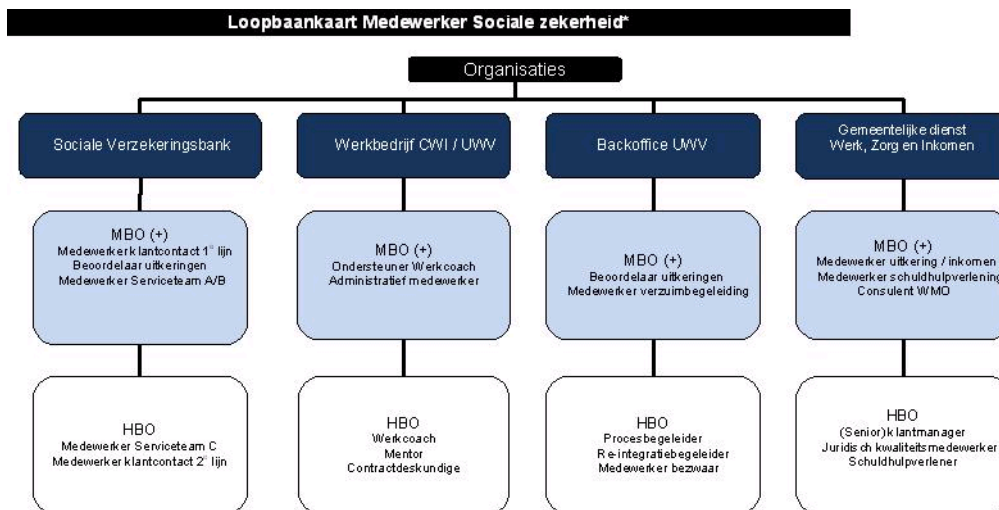 Loopbaankaart Medewerker Sociale zekerheid*
Organisaties
Sociale Verzekeringsbank
MBO (+)
Medewerker klantcontact 1° lijn
Beoordelaar uitkeringen
Medewerker Serviceteam A/B
HBO
Medewerker Serviceteam C
Medewerker klantcontact 2° lijn
Werkbedrijf CWI / UWV
MBO (+)
Ondersteuner Werkcoach
Administratief medewerker
HBO
Werkcoach
Mentor
Contractdeskundige
Backoffice UWV
MBO (+)
Beoordelaar uitkeringen
Medewerker verzuimbegeleiding
HBO
Procesbegeleider
Re-integratiebegeleider
Medewerker bezwaar
Gemeentelijke dienst
Werk, Zorg en Inkomen
MBO (+)
Medewerker uitkering / inkomen
Medewerker schuldhulpverlening
Consulent WMO
HBO
(Senior) klantmanager
Juridisch kwaliteitsmedewerker
Schuldhulpverlener